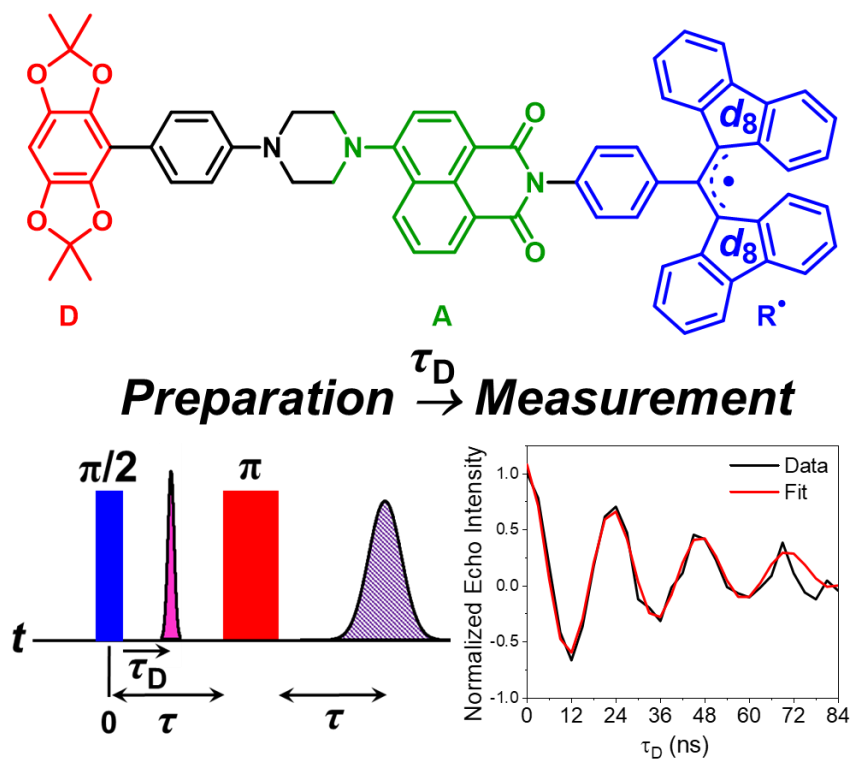 O O
O O
N N
O
N
O
d8
d8
D A R•
τD
Preparation → Measurement
π/2 π
t
τD
0 τ τ
Normalized Echo Intensity
1.0
0.5
0.0
-0.5
-1.0
Data
Fit
0 12 24 36 48 60 72 84
τD (ns)